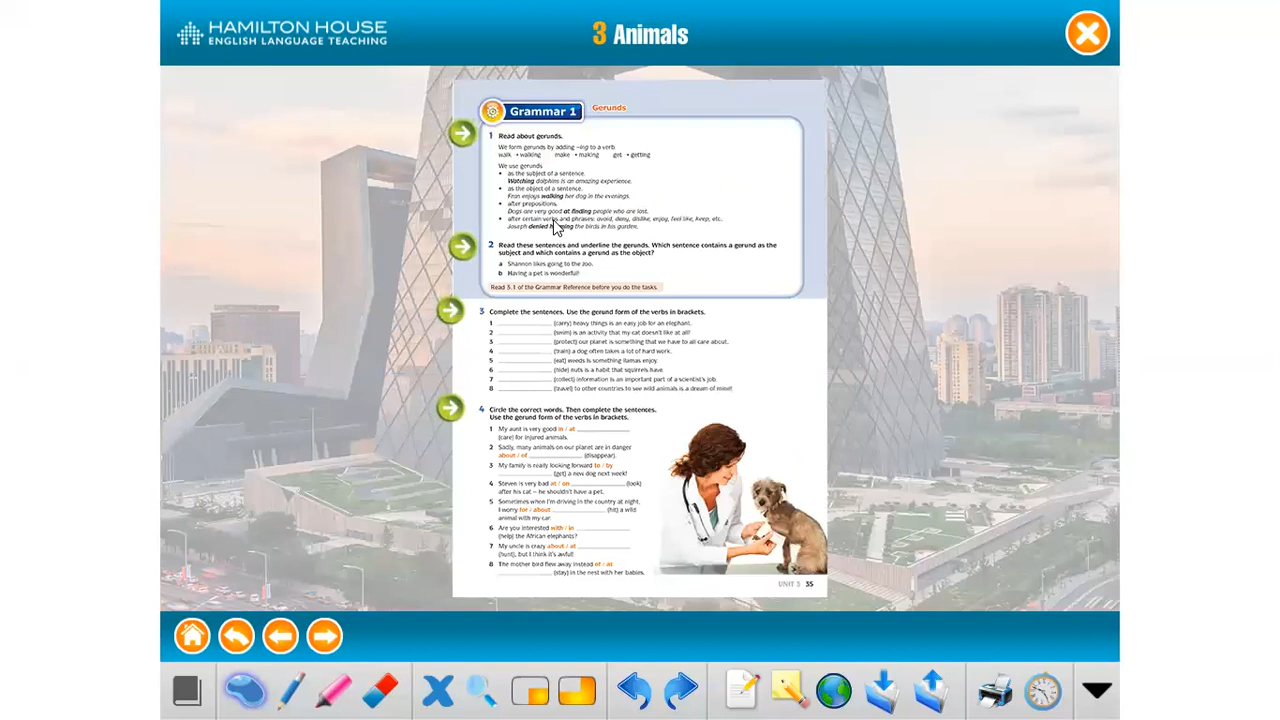 HAMILTON HOUSE
ENGLISH LANGUAGE TEACHING
3 Animals
Grammar 1
Gerunds
1 Read about gerunds.
We form gerunds by adding –ing to a verb.
walk • walking make • making get • getting
We use gerunds
• as the subject of a sentence.
Watching dolphins is an amazing experience.
• as the object of a sentence.
Fran enjoys walking her dog in the evenings.
• after prepositions.
Dogs are very good at finding people who are lost.
• after certain verbs and phrases: avoid, deny, dislike, enjoy, feel like, keep, etc.
Joseph denied the birds in his garden.
2 Read these sentences and underline the gerunds. Which sentence contains a gerund as the
subject and which contains a gerund as the object?
a Shannon likes going to the zoo.
b Having a pet is wonderful!
Read 3.1 of the Grammar Reference before you do the tasks.
3 Complete the sentences. Use the gerund form of the verbs in brackets.
1 ____________ (carry) heavy things is an easy job for an elephant.
2 ____________ (swim) is an activity that my cat doesn't like at all!
3 ____________ (protect) our planet is something that we have to all care about.
4 ____________ (train) a dog often takes a lot of hard work.
5 ____________ (eat) weeds is something llamas enjoy.
6 ____________ (hide) nuts is a habit that squirrels have.
7 ____________ (collect) information is an important part of a scientist's job.
8 ____________ (travel) to other countries to see wild animals is a dream of mine!
4 Circle the correct words. Then complete the sentences.
Use the gerund form of the verbs in brackets.
1 My aunt is very good in / at ____________
(care) for injured animals.
2 Sadly, many animals on our planet are in danger
about / of ____________ (disappear).
3 My family is really looking forward to / by
____________ (get) a new dog next week!
4 Steven is very bad at / on ____________ (look)
after his cat – he shouldn't have a pet.
5 Sometimes when I'm driving in the country at night,
I worry for / about ____________ (hit) a wild
animal with my car.
6 Are you interested with / in ____________
(help) the African elephants?
7 My uncle is crazy about / at ____________
(hunt), but I think it's awful!
8 The mother bird flew away instead of / at
____________ (stay) in the nest with her babies.
UNIT 3 35